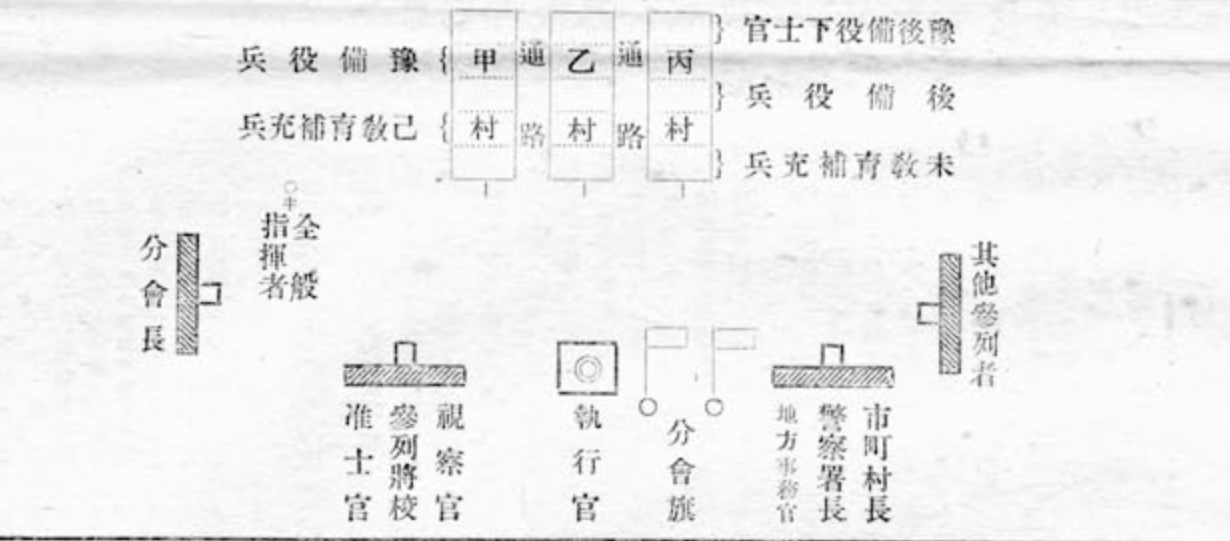 豫後備役下士官
後備役兵
未教育補充兵
丙村
通路
乙村
通路
甲村
豫備役兵
己教育補充兵
其他參列者
全般
指揮者
分會長
市町村長
警察署長
地方事務官
分會旗
執行官
視察官
參列將校
准士官